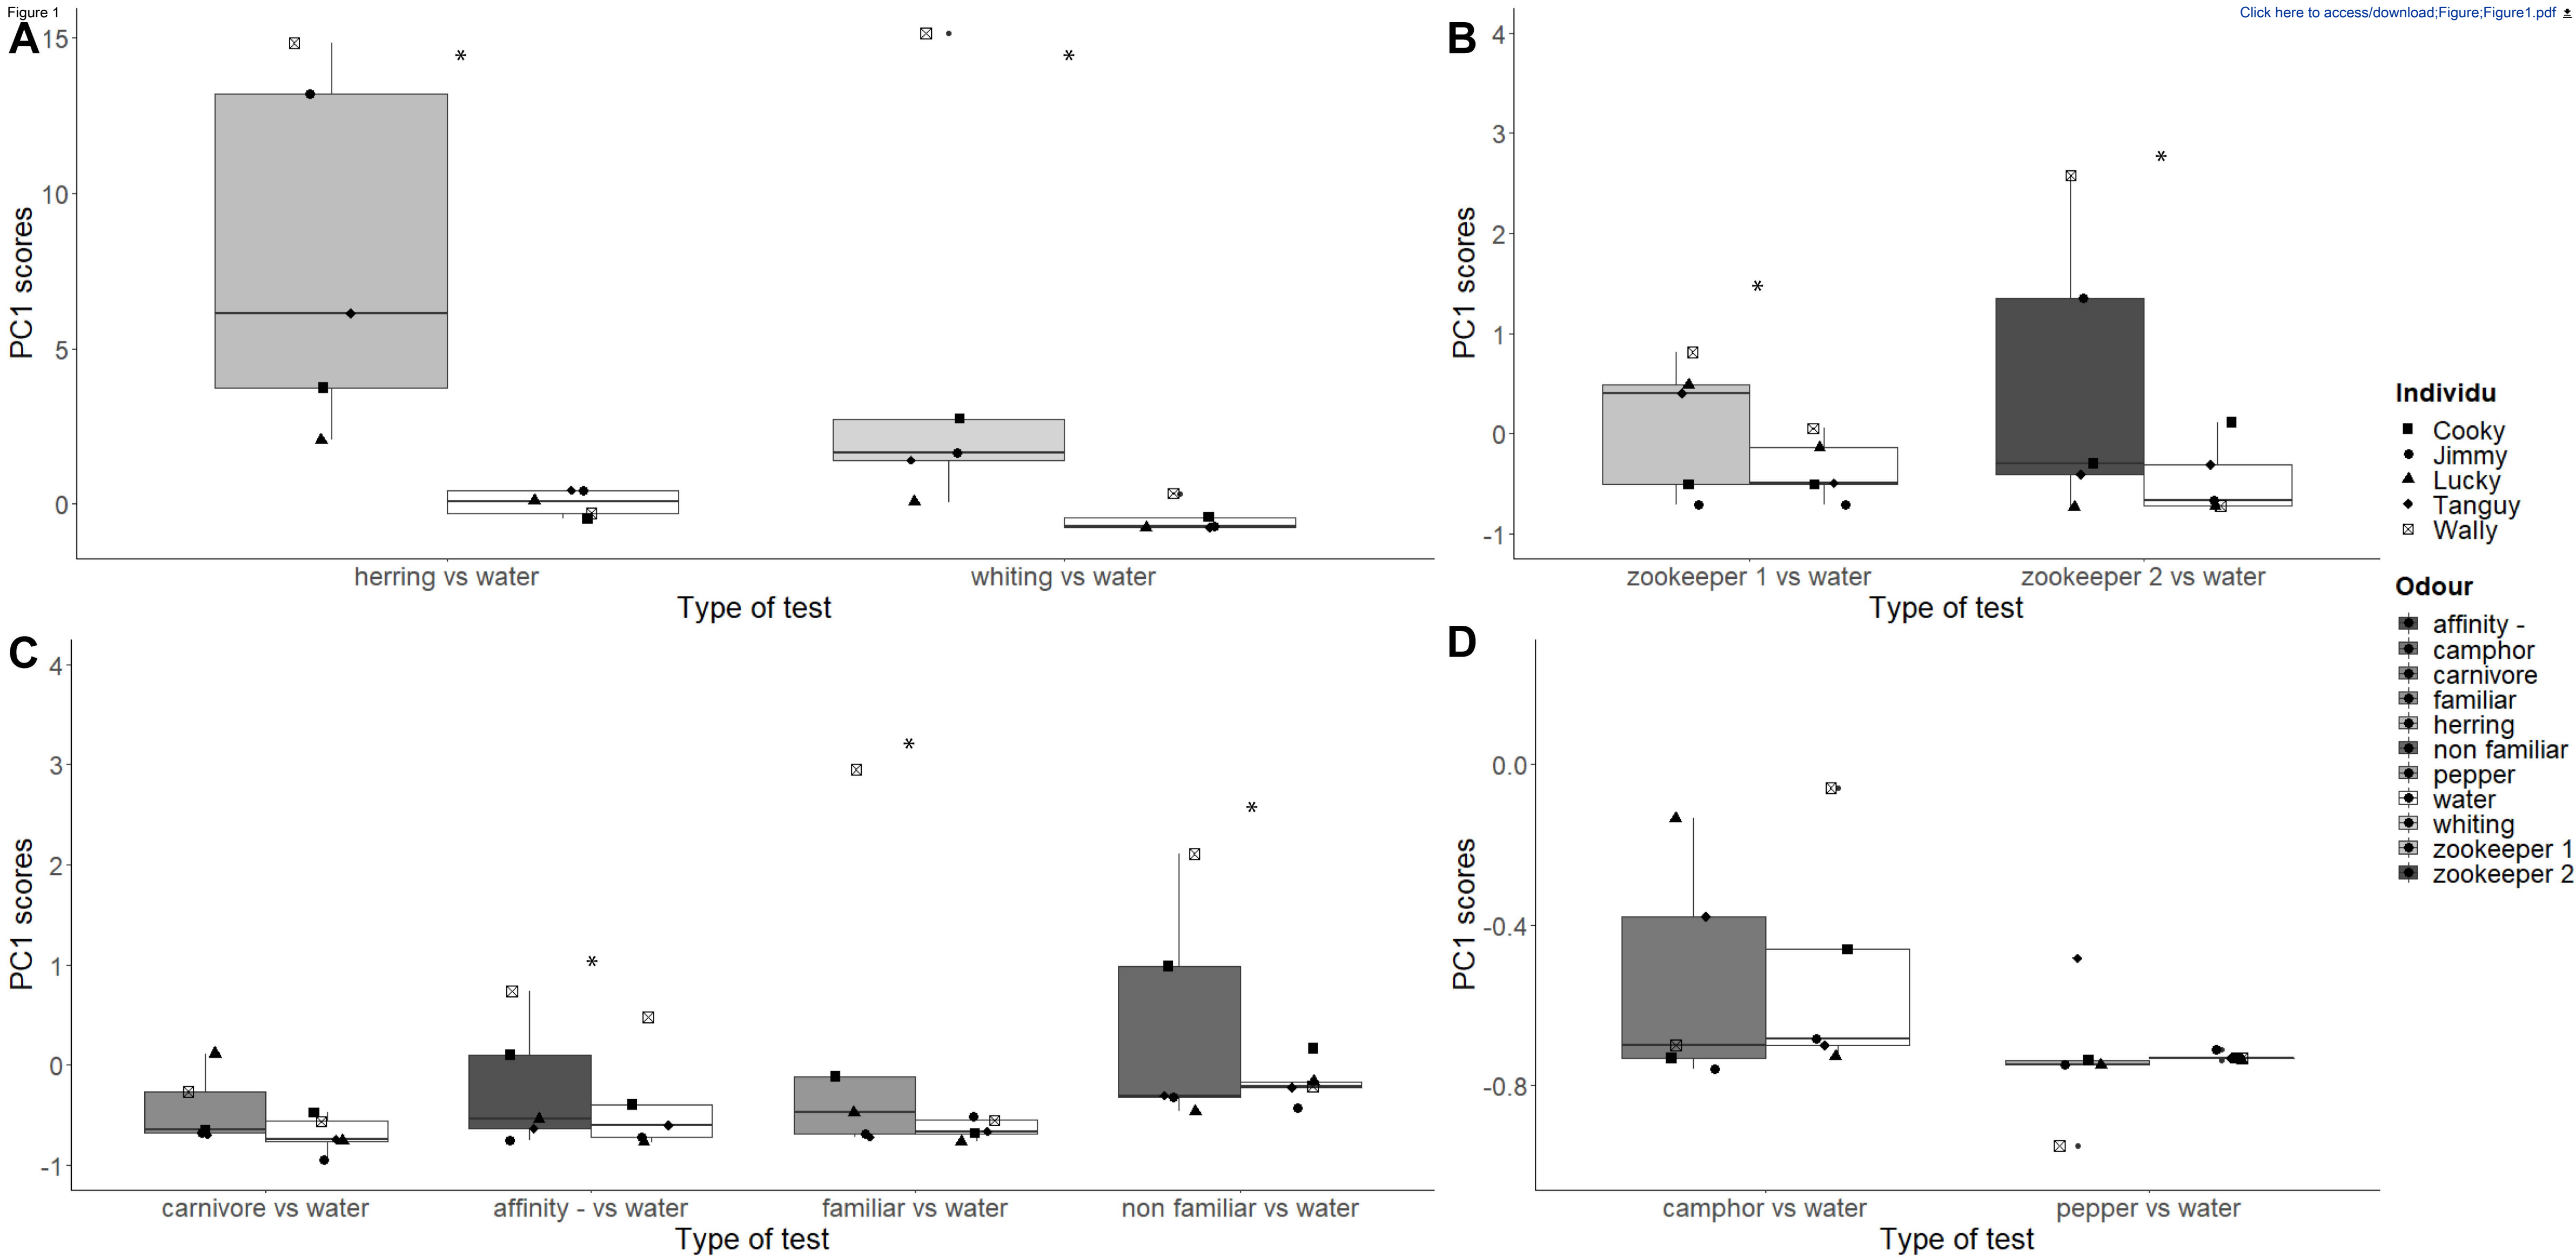 Figure 1
Click here to access/download;Figure;Figure1.pdf
A
PC1 scores
15
10
5
0
*
*
herring vs water
whiting vs water
Type of test
B
PC1 scores
4
3
2
1
0
-1
*
*
zookeeper 1 vs water
zookeeper 2 vs water
Type of test
Individu
Cooky
Jimmy
Lucky
Tanguy
Wally
Odour
affinity -
camphor
carnivore
familiar
herring
non familiar
pepper
water
whiting
zookeeper 1
zookeeper 2
C
PC1 scores
4
3
2
1
0
-1
*
*
*
carnivore vs water
affinity - vs water
familiar vs water
non familiar vs water
Type of test
D
PC1 scores
0.0
-0.4
-0.8
camphor vs water
pepper vs water
Type of test